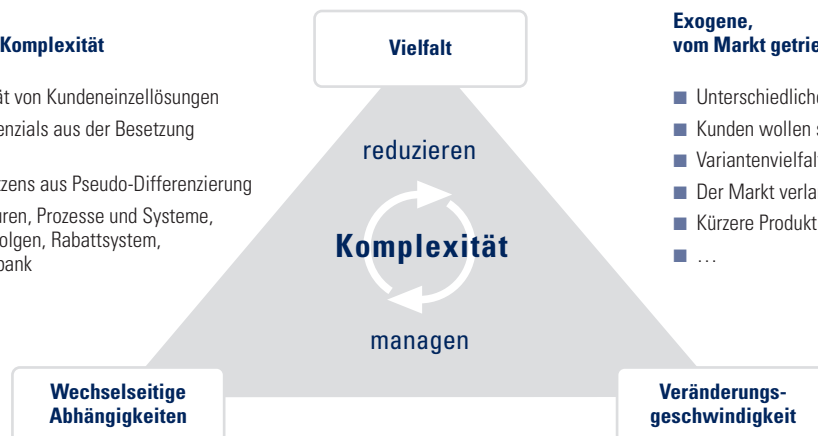 Komplexität
ät von Kundeneinzellösungen
enzials aus der Besetzung
zens aus Pseudo-Differenzierung
uren, Prozesse und Systeme,
olgen, Rabattsystem,
bank
Vielfalt
reduzieren
Komplexität
managen
Wechselseitige
Abhängigkeiten
Veränderungs-
geschwindigkeit
Exogene,
vom Markt getrie
■ Unterschiedliche
■ Kunden wollen s
■ Variantenvielfal
■ Der Markt verla
■ Kürzere Produkt
■ …